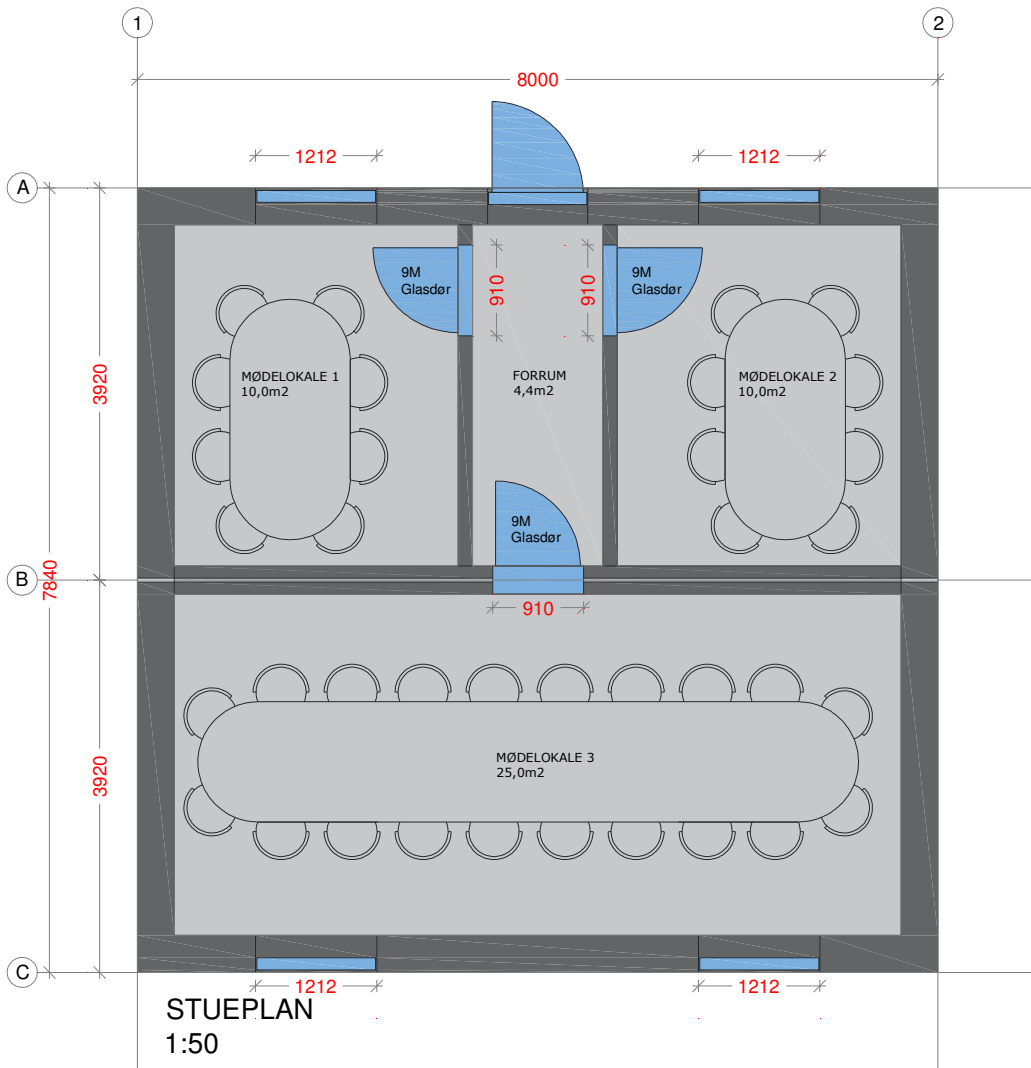 1
2
8000
1212
1212
A
9M
Glasdør
910
910
9M
Glasdør
3920
MØDELOKALE 1
10,0m2
FORRUM
4,4m2
MØDELOKALE 2
10,0m2
9M
Glasdør
B
7840
910
3920
MØDELOKALE 3
25,0m2
C
1212
1212
STUEPLAN
1:50